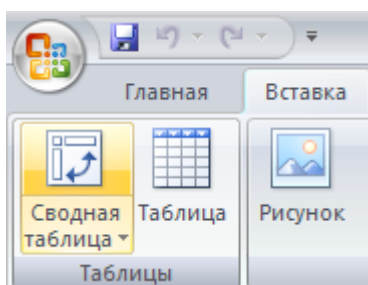 Главная Вставка
Сводная таблица
Таблица
Рисунок
Таблицы